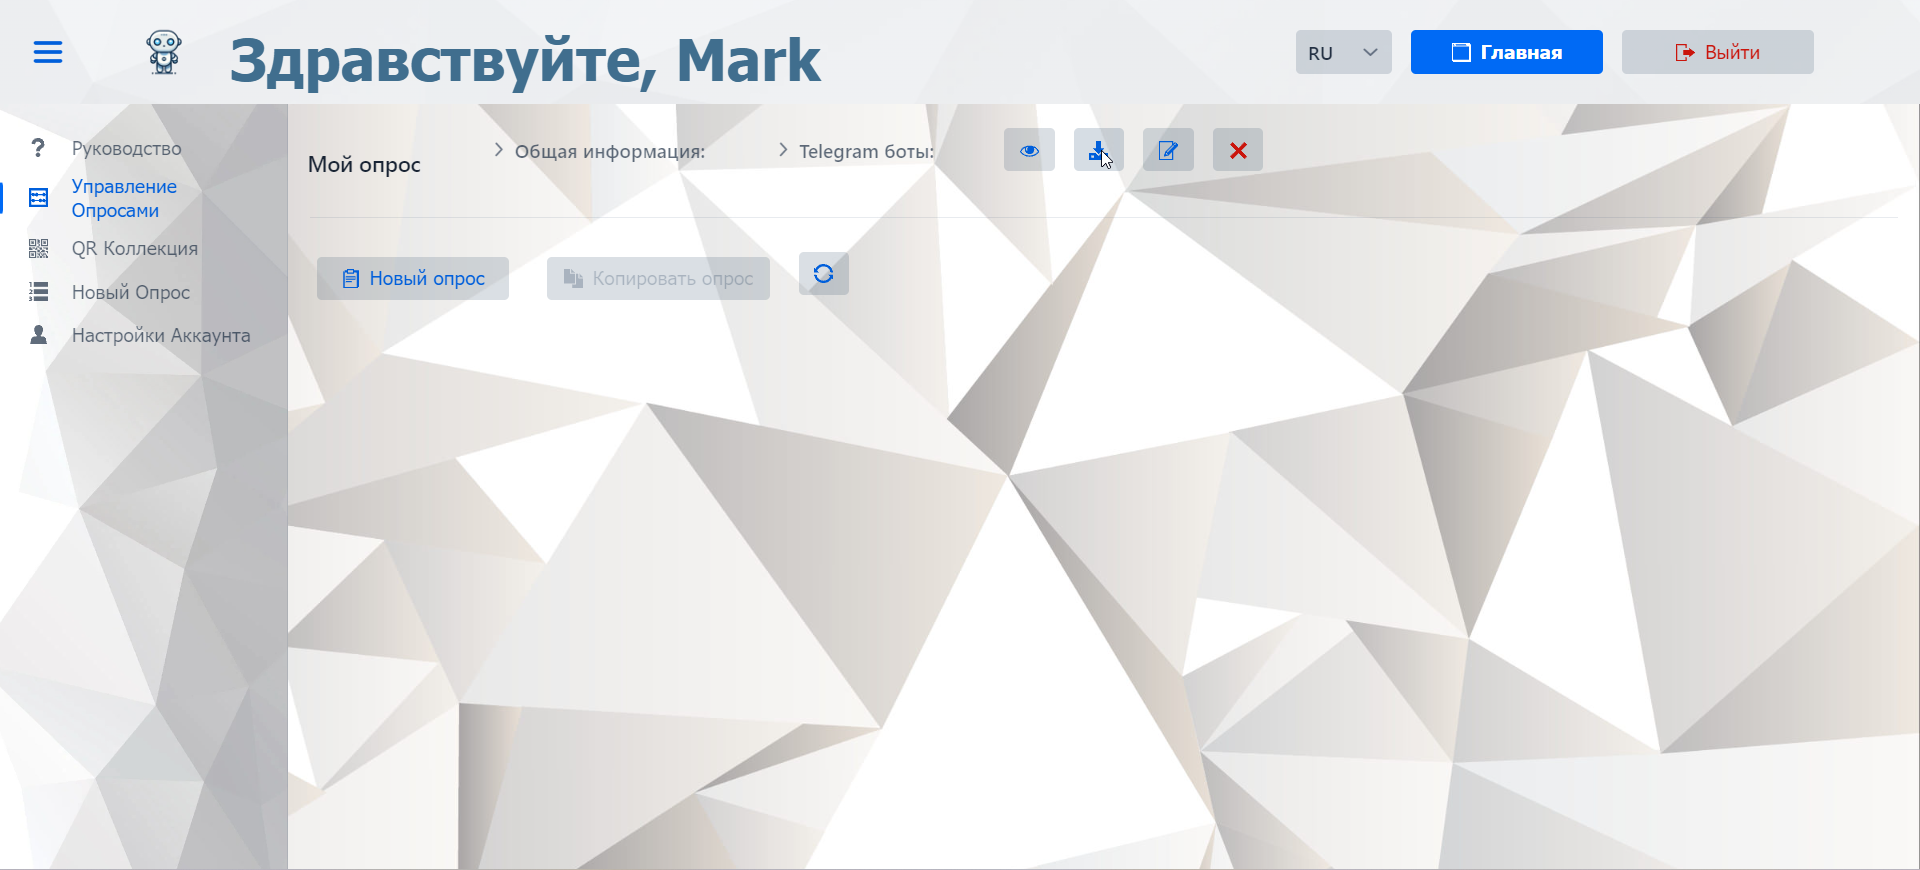 Здравствуйте, Mark
RU
Главная
Выйти
Руководство
Управление
Опросами
QR Коллекция
Новый Опрос
Настройки Аккаунта
Мой опрос
Общая информация:
Telegram боты:
Новый опрос
Копировать опрос